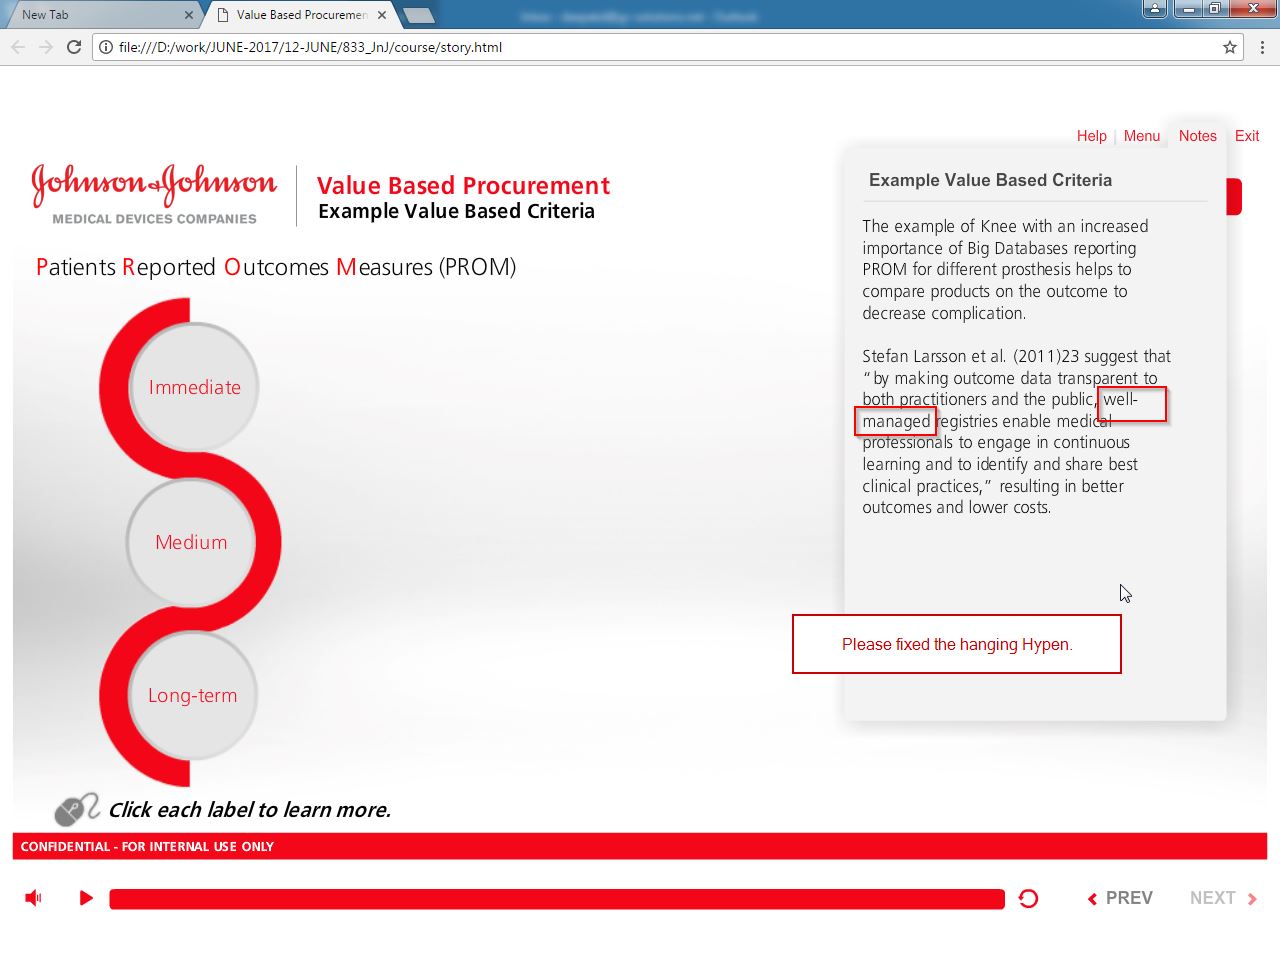 New Tab
Value Based Procuremen
file:///D:/work/JUNE-2017/12-JUNE/833_JnJ/course/story.html
Help | Menu Notes Exit
Johnson & Johnson
MEDICAL DEVICES COMPANIES
Value Based Procurement
Example Value Based Criteria
Patients Reported Outcomes Measures (PROM)
Immediate
Medium
Long-term
Click each label to learn more.
Example Value Based Criteria
The example of Knee with an increased
importance of Big Databases reporting
PROM for different prosthesis helps to
compare products on the outcome to
decrease complication.
Stefan Larsson et al. (2011)23 suggest that
“by making outcome data transparent to
both practitioners and the public, well-
managed registries enable medical
professionals to engage in continuous
learning and to identify and share best
clinical practices,” resulting in better
outcomes and lower costs.
Please fixed the hanging Hypen.
CONFIDENTIAL - FOR INTERNAL USE ONLY
PREV
NEXT